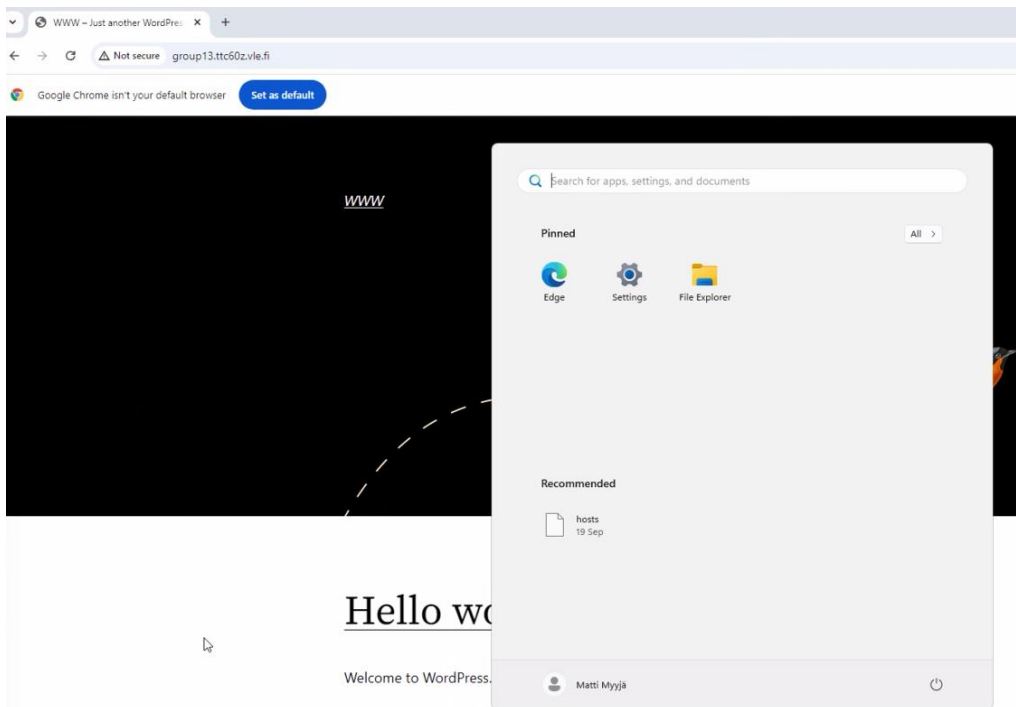 WWW – Just another WordPre
Not secure group13.ttc60z.vle.fi
Google Chrome isn't your default browser Set as default
WWW
Search for apps, settings, and documents
Pinned All
Edge Settings File Explorer
Recommended
hosts
19 Sep
Hello wo
Welcome to WordPress.
Matti Myyjä